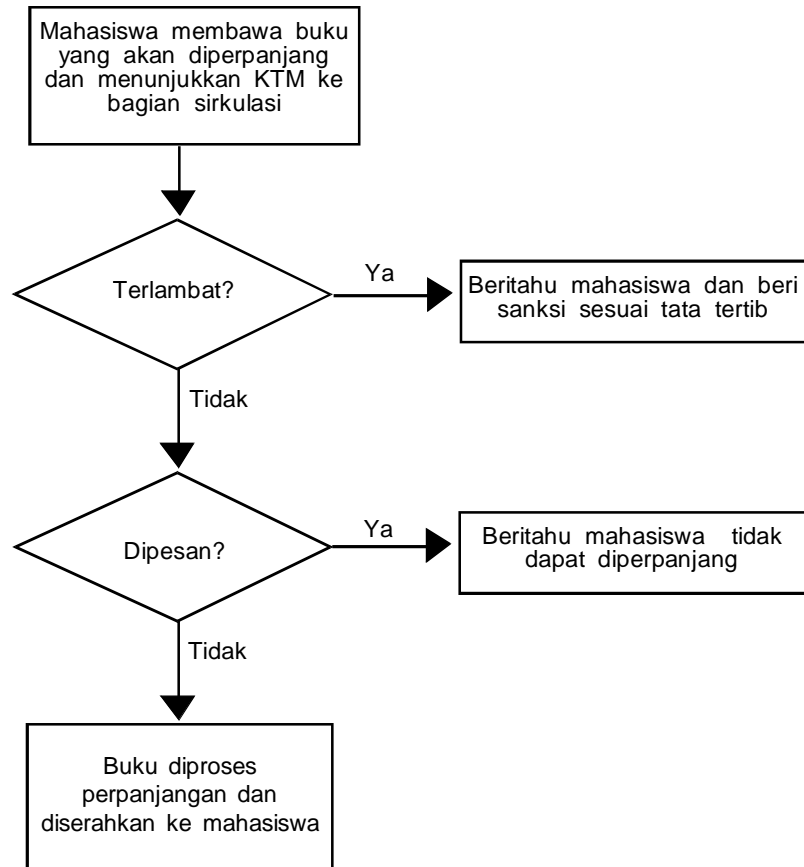 Mahasiswa membawa buku
yang akan diperpanjang
dan menunjukkan KTM ke
bagian sirkulasi
Terlambat?
Ya
Beritahu mahasiswa dan beri
sanksi sesuai tata tertib
Tidak
Dipesan?
Ya
Beritahu mahasiswa tidak
dapat diperpanjang
Tidak
Buku diproses
perpanjangan dan
diserahkan ke mahasiswa